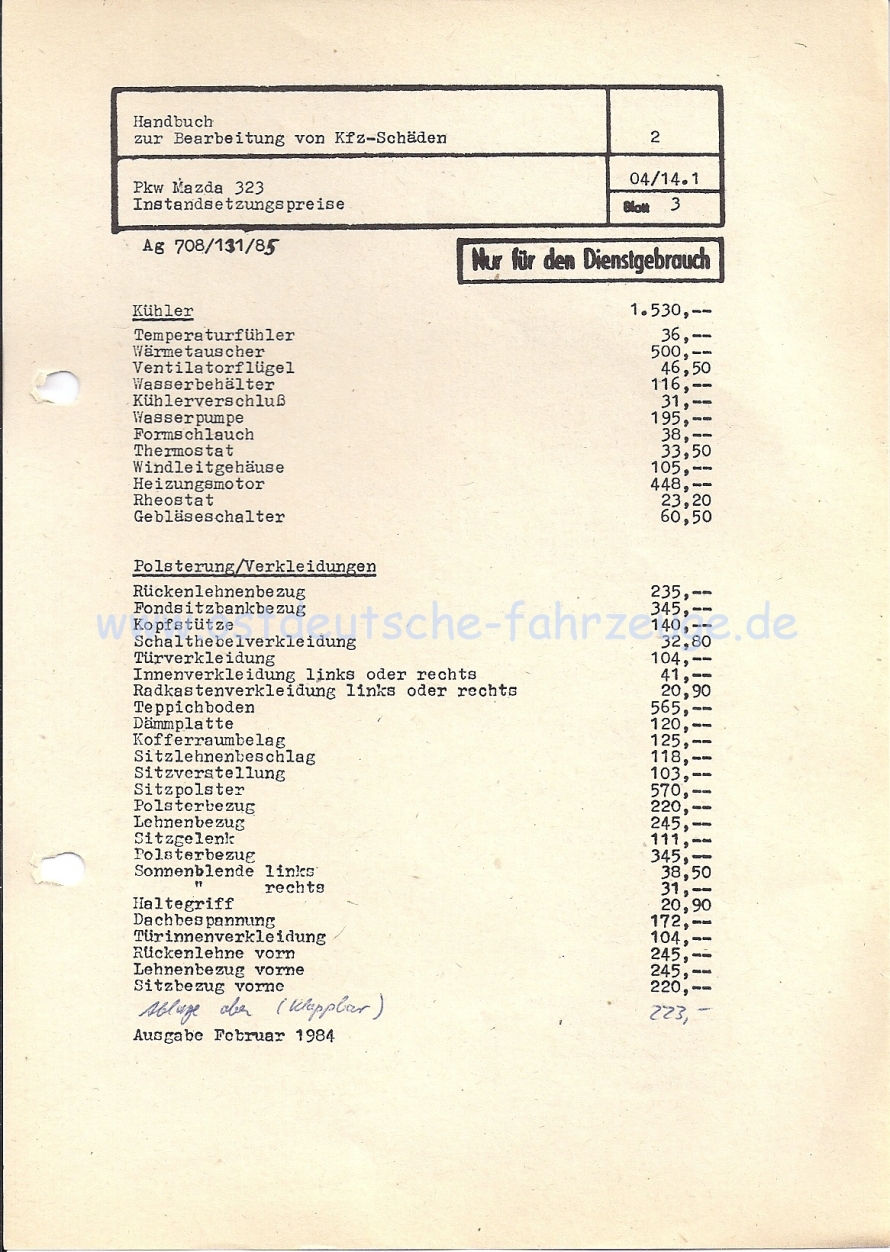 Handbuch
zur Bearbeitung von Kfz-Schäden 2
Pkw Mazda 323 04/14.1
Instandsetzungspreise Blatt 3
Ag 708/131/85
Nur für den Dienstgebrauch
Kühler 1.530,--
Temperaturfühler 36,--
Wärmetauscher 500,--
Ventilatorflügel 46,50
Wasserbehälter 116,--
Kühlerverschluß 31,--
Wasserpumpe 195,--
Formschlauch 38,--
Thermostat 33,50
Windleitgehäuse 105,--
Heizungsmotor 448,--
Rheostat 23,20
Gebläseschalter 60,50
Polsterung/Verkleidungen
Rückenlehnenbezug 235,--
Fondsitzbankbezug 345,--
www.ostdeutsche-fahrzeuge.de
Kopfstütze 140,--
Schalthebelverkleidung 32,80
Türverkleidung 104,--
Innenverkleidung links oder rechts 41,--
Radkastenverkleidung links oder rechts 20,90
Teppichboden 565,--
Dämmplatte 120,--
Kofferraumbelag 125,--
Sitzlehnenbeschlag 118,--
Sitzverstellung 103,--
Sitzpolster 570,--
Polsterbezug 220,--
Lehnenbezug 245,--
Sitzgelenk 111,--
Polsterbezug 345,--
Sonnenblende links 38,50
" rechts 31,--
Haltegriff 20,90
Dachbespannung 172,--
Türinnenverkleidung 104,--
Rückenlehne vorn 245,--
Lehnenbezug vorne 245,--
Sitzbezug vorne 220,--
Ablage oben (Klappbar) 223,-
Ausgabe Februar 1984